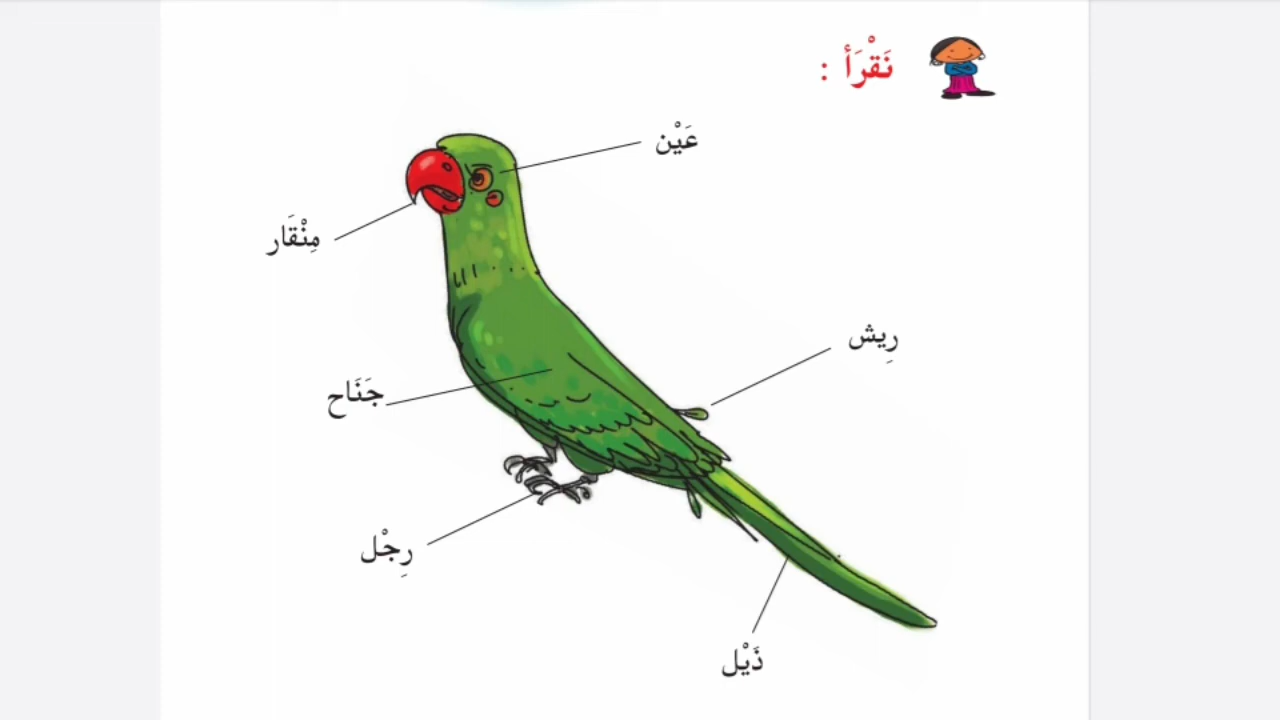 نَقْرَأ :
عَيْن
مِنْقَار
رِيش
جَنَاح
رِجْل
ذَيْل